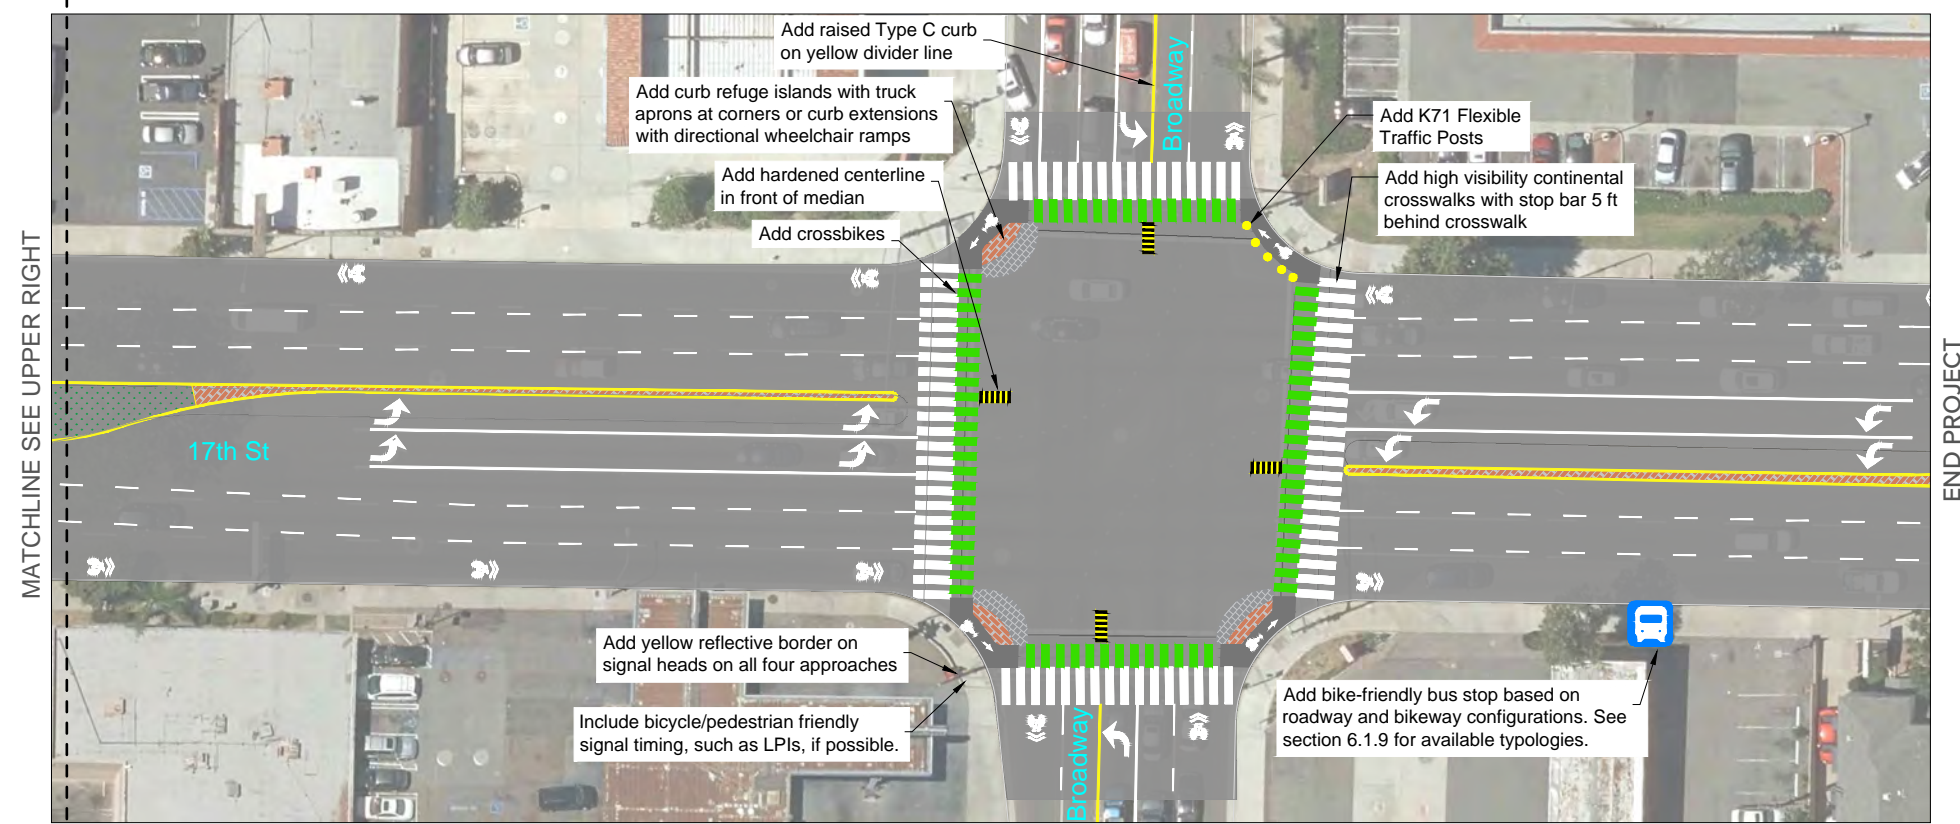 Add raised Type C curb
on yellow divider line
Broadway
Add curb refuge islands with truck
aprons at corners or curb extensions
with directional wheelchair ramps
Add K71 Flexible
Traffic Posts
Add hardened centerline
in front of median
Add high visibility continental
crosswalks with stop bar 5 ft
behind crosswalk
Add crossbikes
MATCHLINE SEE UPPER RIGHT
END PROJECT
17th St
Add yellow reflective border on
signal heads on all four approaches
Include bicycle/pedestrian friendly
signal timing, such as LPIs, if possible.
Broadway
Add bike-friendly bus stop based on
roadway and bikeway configurations. See
section 6.1.9 for available typologies.